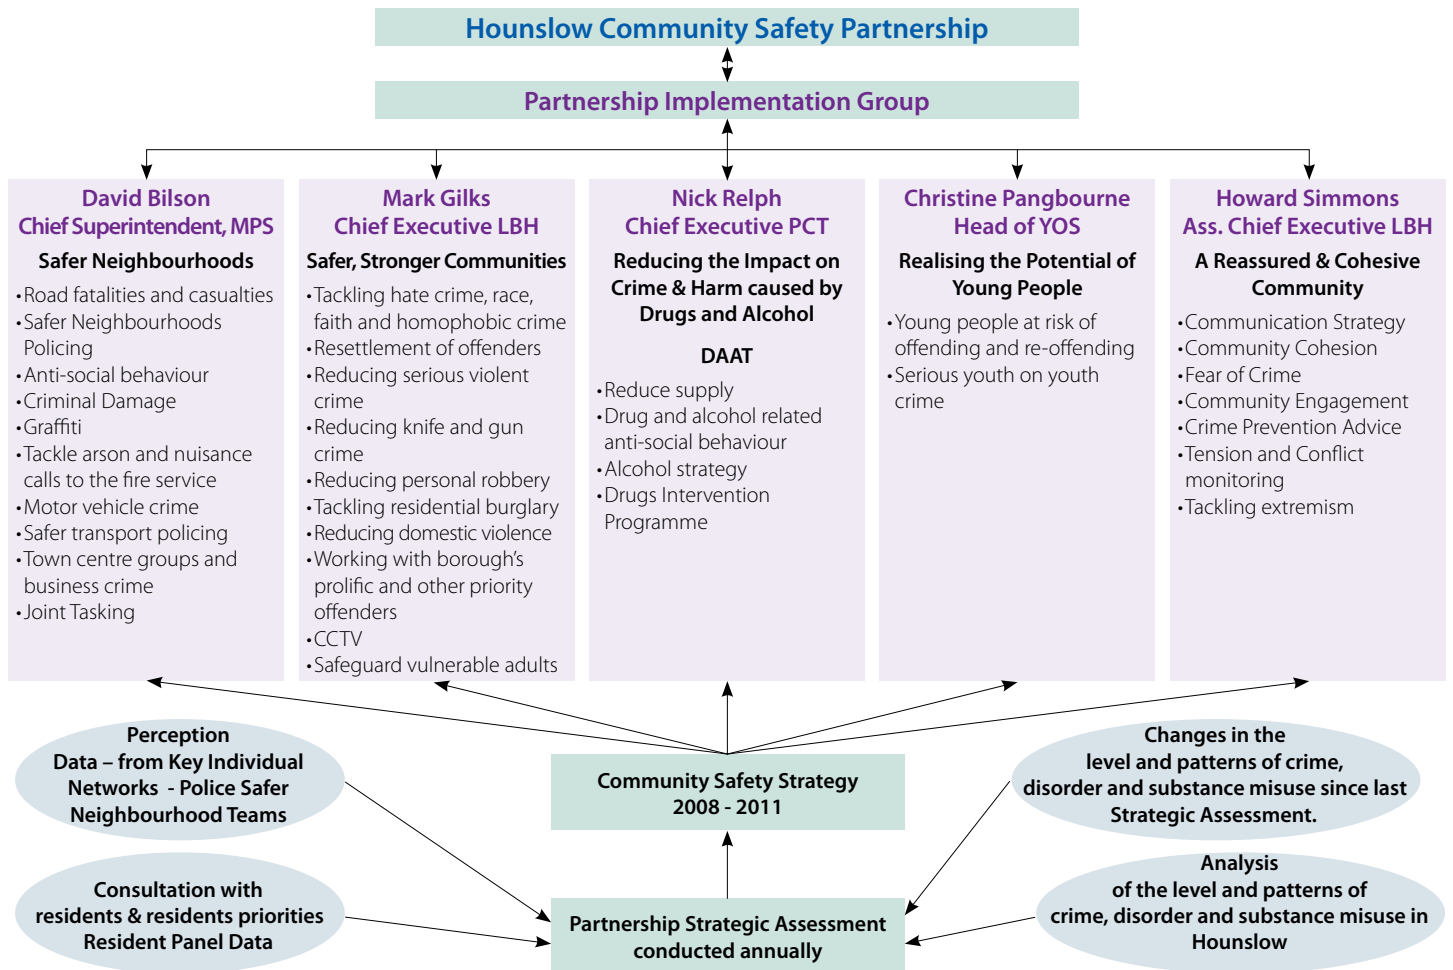 Hounslow Community Safety Partnership
Partnership Implementation Group
David Bilson
Chief Superintendent, MPS
Safer Neighbourhoods
•Road fatalities and casualties
•Safer Neighbourhoods
Policing
•Anti-social behaviour
•Criminal Damage
•Graffiti
•Tackle arson and nuisance
calls to the fire service
•Motor vehicle crime
•Safer transport policing
•Town centre groups and
business crime
•Joint Tasking
Mark Gilks
Chief Executive LBH
Safer, Stronger Communities
•Tackling hate crime, race,
faith and homophobic crime
•Resettlement of offenders
•Reducing serious violent
crime
•Reducing knife and gun
crime
•Reducing personal robbery
•Tackling residential burglary
•Reducing domestic violence
•Working with borough's
prolific and other priority
offenders
•CCTV
•Safeguard vulnerable adults
Nick Relph
Chief Executive PCT
Reducing the Impact on
Crime & Harm caused by
Drugs and Alcohol
DAAT
•Reduce supply
•Drug and alcohol related
anti-social behaviour
•Alcohol strategy
•Drugs Intervention
Programme
Christine Pangbourne
Head of YOS
Realising the Potential of
Young People
•Young people at risk of
offending and re-offending
•Serious youth on youth
crime
Howard Simmons
Ass. Chief Executive LBH
A Reassured & Cohesive
Community
•Communication Strategy
•Community Cohesion
•Fear of Crime
•Community Engagement
•Crime Prevention Advice
•Tension and Conflict
monitoring
•Tackling extremism
Perception
Data – from Key Individual
Networks - Police Safer
Neighbourhood Teams
Community Safety Strategy
2008 - 2011
Changes in the
level and patterns of crime,
disorder and substance misuse since last
Strategic Assessment.
Consultation with
residents & residents priorities
Resident Panel Data
Partnership Strategic Assessment
conducted annually
Analysis
of the level and patterns of
crime, disorder and substance misuse in
Hounslow